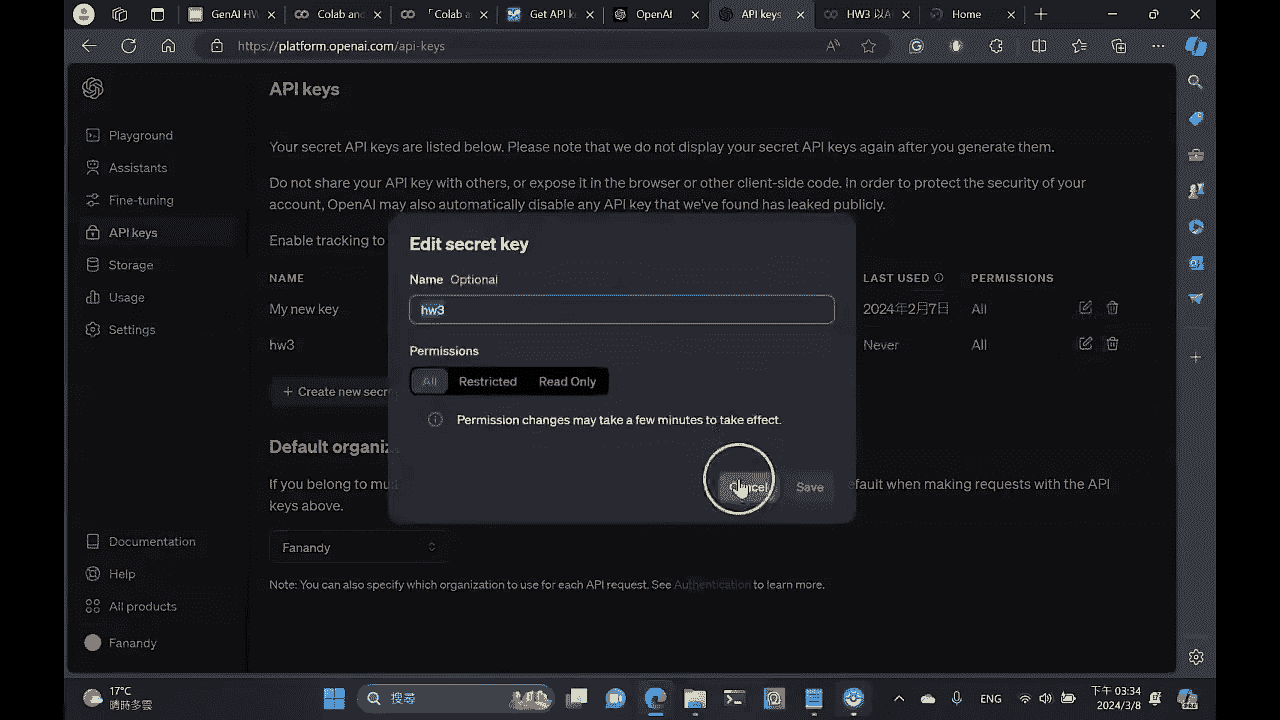 GenAI HW
Colab and
「Colab a
Get API k
OpenAI
API keys
HW3 以A
Home
https://platform.openai.com/api-keys
API keys
Playground
Assistants
Fine-tuning
API keys
Storage
Usage
Settings
Documentation
Help
All products
Fanandy
Your secret API keys are listed below. Please note that we do not display your secret API keys again after you generate them.
Do not share your API key with others, or expose it in the browser or other client-side code. In order to protect the security of your
account, OpenAI may also automatically disable any API key that we've found has leaked publicly.
Enable tracking to
NAME
LAST USED
PERMISSIONS
My new key
2024年2月7日
All
hw3
Never
All
+ Create new secr
Default organiz
If you belong to mu
efault when making requests with the API
keys above.
Fanandy
Note: You can also specify which organization to use for each API request. See Authentication to learn more.
Edit secret key
Name Optional
hw3
Permissions
All
Restricted
Read Only
Permission changes may take a few minutes to take effect.
Cancel
Save
17°C
搜尋
ENG
下午 03:34
2024/3/8